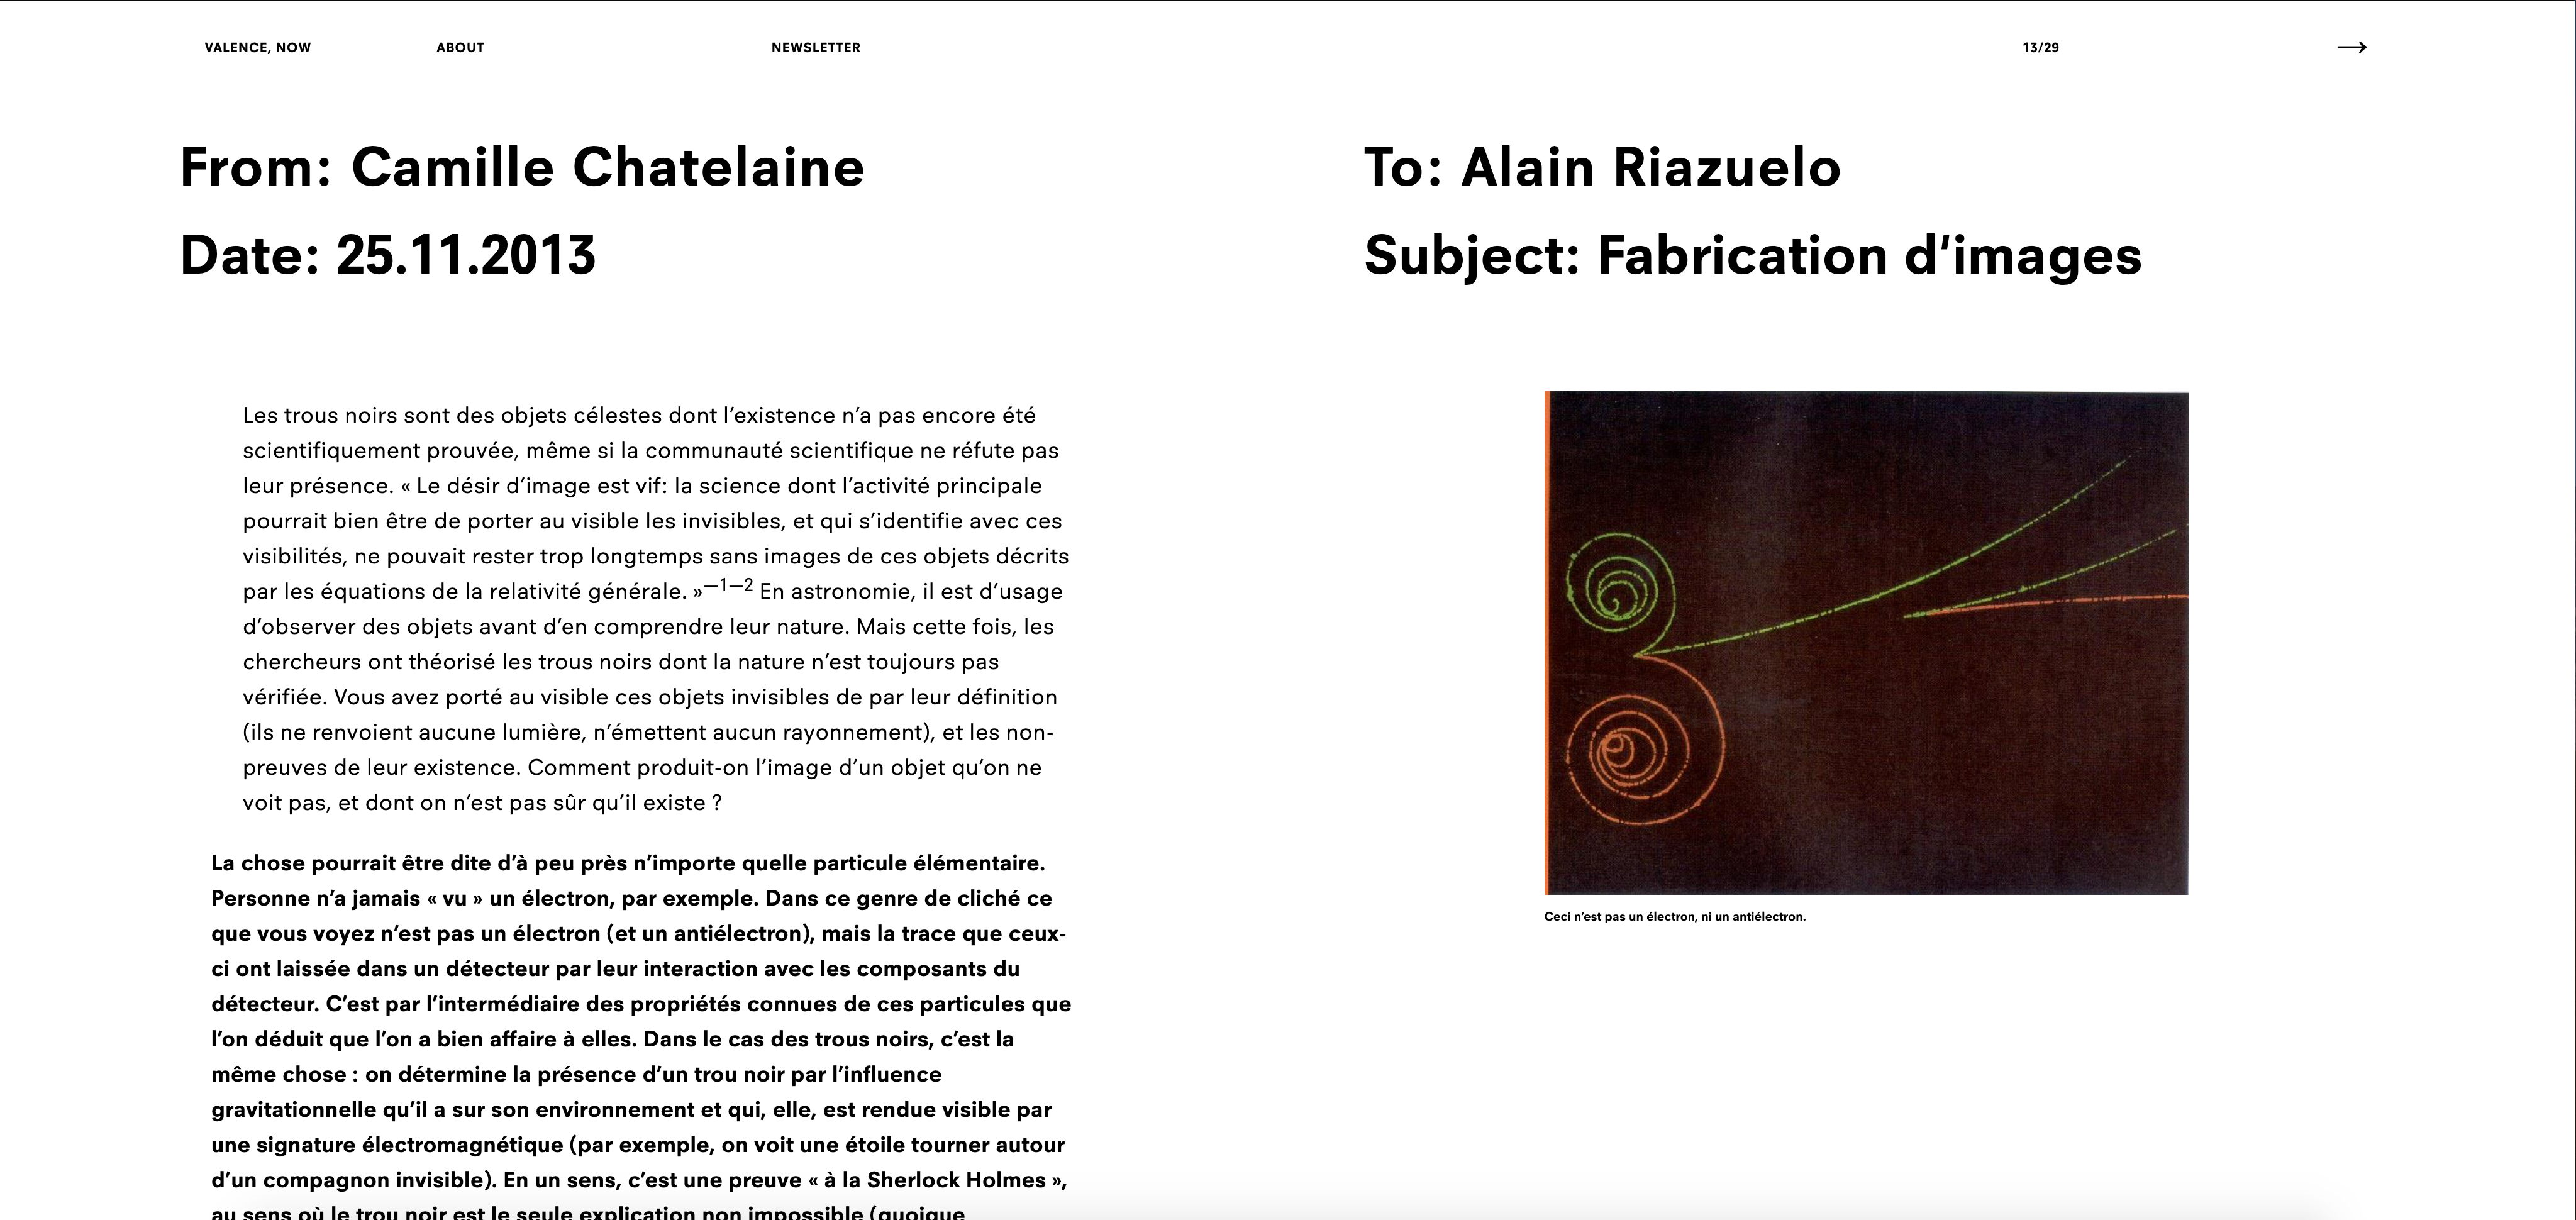 VALENCE, NOW ABOUT NEWSLETTER 13/29 →
From: Camille Chatelaine
To: Alain Riazuelo
Date: 25.11.2013
Subject: Fabrication d'images
Les trous noirs sont des objets célestes dont l’existence n’a pas encore été
scientifiquement prouvée, même si la communauté scientifique ne réfute pas
leur présence. « Le désir d’image est vif: la science dont l’activité principale
pourrait bien être de porter au visible les invisibles, et qui s’identifie avec ces
visibilités, ne pouvait rester trop longtemps sans images de ces objets décrits
par les équations de la relativité générale. »—1—2 En astronomie, il est d’usage
d’observer des objets avant d’en comprendre leur nature. Mais cette fois, les
chercheurs ont théorisé les trous noirs dont la nature n’est toujours pas
vérifiée. Vous avez porté au visible ces objets invisibles de par leur définition
(ils ne renvoient aucune lumière, n’émettent aucun rayonnement), et les non-
preuves de leur existence. Comment produit-on l’image d’un objet qu’on ne
voit pas, et dont on n’est pas sûr qu’il existe ?
La chose pourrait être dite d’à peu près n’importe quelle particule élémentaire.
Personne n’a jamais « vu » un électron, par exemple. Dans ce genre de cliché ce
que vous voyez n’est pas un électron (et un antiélectron), mais la trace que ceux-
ci ont laissée dans un détecteur par leur interaction avec les composants du
détecteur. C’est par l’intermédiaire des propriétés connues de ces particules que
l’on déduit que l’on a bien affaire à elles. Dans le cas des trous noirs, c’est la
même chose : on détermine la présence d’un trou noir par l’influence
gravitationnelle qu’il a sur son environnement et qui, elle, est rendue visible par
une signature électromagnétique (par exemple, on voit une étoile tourner autour
d’un compagnon invisible). En un sens, c’est une preuve « à la Sherlock Holmes »,
au sens où le trou noir est le seule explication non impossible (quoique
Ceci n’est pas un électron, ni un antiélectron.